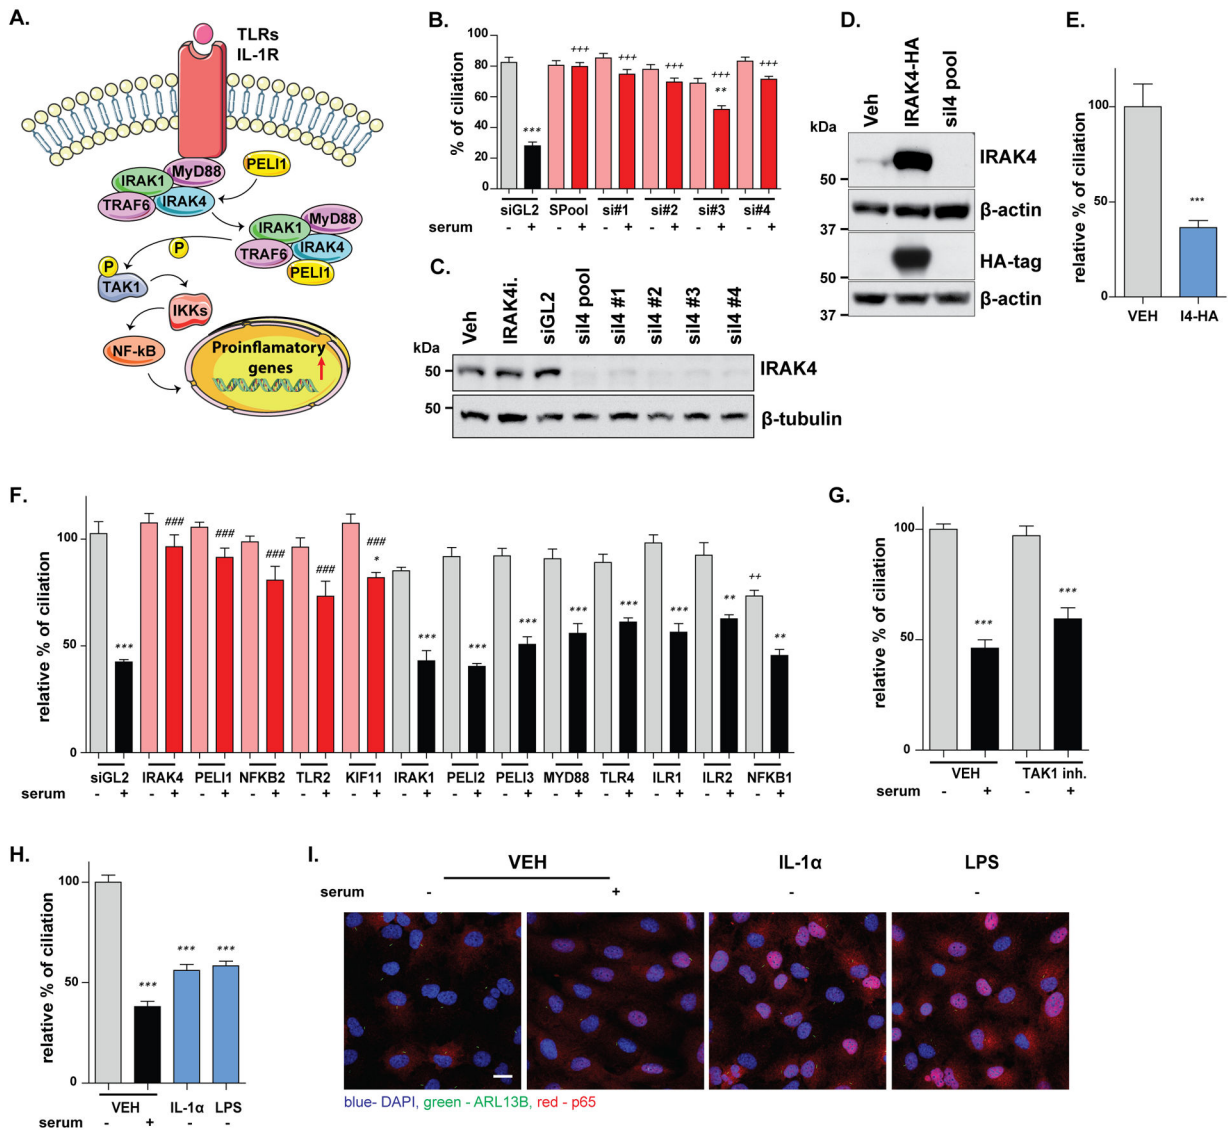 A.
TLRs
IL-1R
MyD88
PELI1
IRAK1
TRAF6
IRAK4
IRAK1
MyD88
TRAF6
IRAK4
PELI1
P
P
TAK1
IKKs
NF-kB
Proinflamatory
genes
B.
% of ciliation
100
80
60
40
20
0
***
+++
+++
+++
+++
**
+++
siGL2 SPool si#1 si#2 si#3 si#4
serum - + - + - + - + - + - +
C.
Veh
IRAK4i.
siGL2
sil4 pool
sil4 #1
sil4 #2
sil4 #3
sil4 #4
kDa
50
IRAK4
50
β-tubulin
D.
Veh
IRAK4-HA
sil4 pool
kDa
IRAK4
50
β-actin
37
HA-tag
50
β-actin
37
E.
relative % of ciliation
100
50
0
***
VEH I4-HA
F.
relative % of ciliation
100
50
0
***
###
###
###
###
###
*
***
***
***
***
***
***
**
++
**
siGL2 IRAK4 PELI1 NFKB2 TLR2 KIF11 IRAK1 PELI2 PELI3 MYD88 TLR4 ILR1 ILR2 NFKB1
serum - + - + - + - + - + - + - + - + - + - + - + - + - + - +
G.
relative % of ciliation
100
50
0
***
***
VEH TAK1 inh.
serum - + - +
H.
relative % of ciliation
100
50
0
***
***
***
VEH IL-1α LPS
serum - + - -
I.
VEH IL-1α LPS
serum - + - -
blue- DAPI, green - ARL13B, red - p65